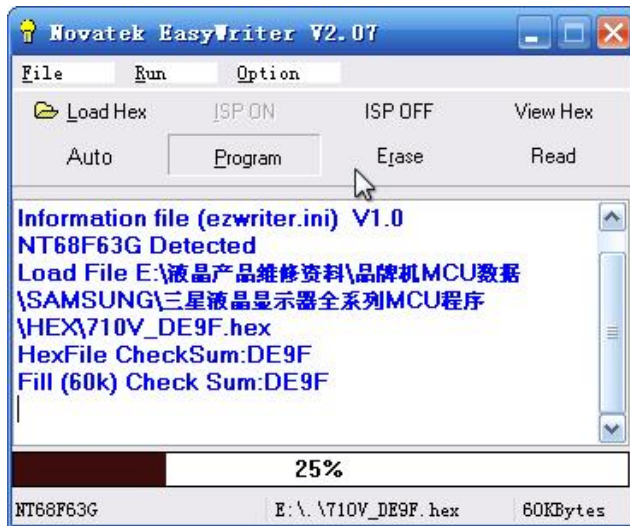 Novatek EasyWriter V2.07
File Run Option
Load Hex ISP ON ISP OFF View Hex
Auto Program Erase Read
Information file (ezwriter.ini) V1.0
NT68F63G Detected
Load File E:\液晶产品维修资料\品牌机MCU数据
\SAMSUNG\三星液晶显示器全系列MCU程序
\HEX\710V_DE9F.hex
HexFile CheckSum:DE9F
Fill (60k) Check Sum:DE9F
25%
NT68F63G E:\.\710V_DE9F.hex 60KBytes